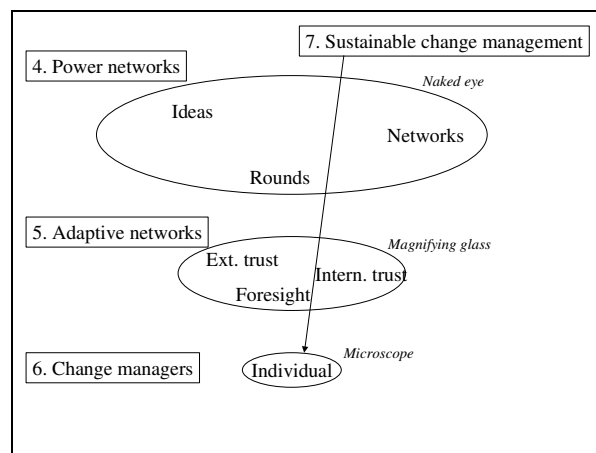 7. Sustainable change management
4. Power networks
Naked eye
Ideas
Networks
Rounds
5. Adaptive networks
Magnifying glass
Ext. trust
Intern. trust
Foresight
Microscope
6. Change managers
Individual